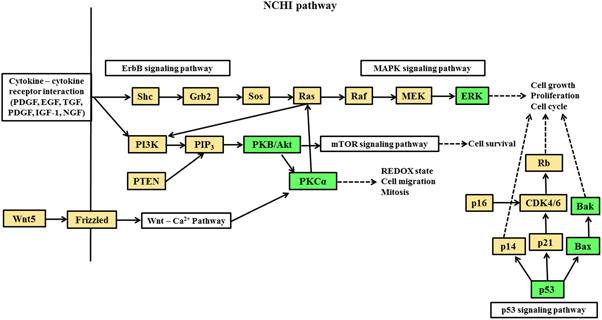 NCHI pathway
Cytokine – cytokine
receptor interaction
(PDGF, EGF, TGF,
PDGF, IGF-1, NGF)
ErbB signaling pathway
MAPK signaling pathway
Shc
Grb2
Sos
Ras
Raf
MEK
ERK
Cell growth
Proliferation
Cell cycle
PI3K
PIP3
PKB/Akt
mTOR signaling pathway
Cell survival
PTEN
PKCα
REDOX state
Cell migration
Mitosis
Wnt5
Frizzled
Wnt – Ca2+ Pathway
Rb
p16
CDK4/6
Bak
p14
p21
Bax
p53
p53 signaling pathway